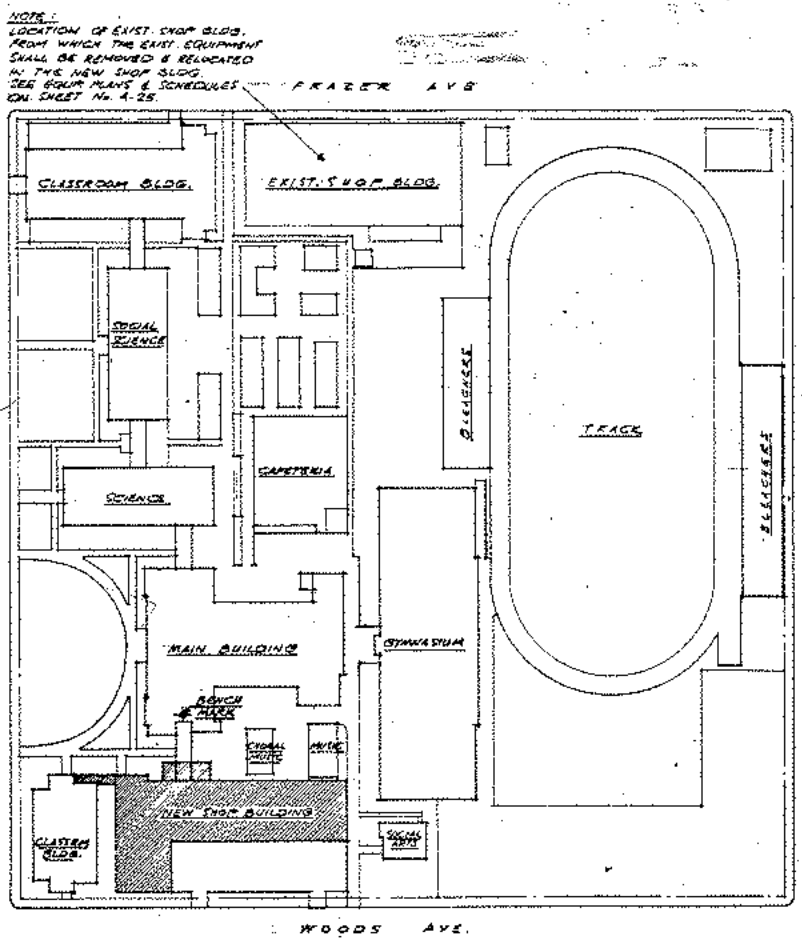 NOTE:
LOCATION OF EXIST. SHOP BLDG.
FROM WHICH THE EXIST. EQUIPMENT
SHALL BE REMOVED & RELOCATED
IN THE NEW SHOP BLDG.
SEE EQUIP. PLANS & SCHEDULES
ON SHEET No. A-25.
FRAZER AVE
CLASSROOM BLDG.
EXIST. SHOP BLDG.
SOCIAL
SCIENCE
BLEACHERS
TRACK
BLEACHERS
CAFETERIA
SCIENCE
MAIN BUILDING
GYMNASIUM
BENCH
MARK
CHORAL
MUSIC
MUSIC
NEW SHOP BUILDING
CLASSRM
BLDG.
SOCIAL
ARTS
WOODS AVE.